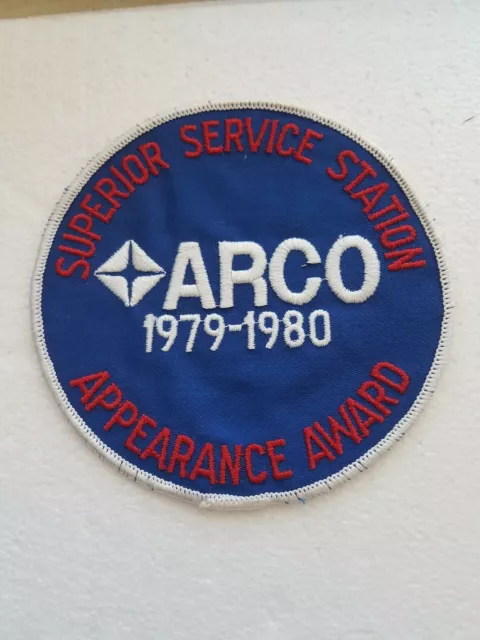 SUPERIOR SERVICE STATION
ARCO
1979-1980
APPEARANCE AWARD